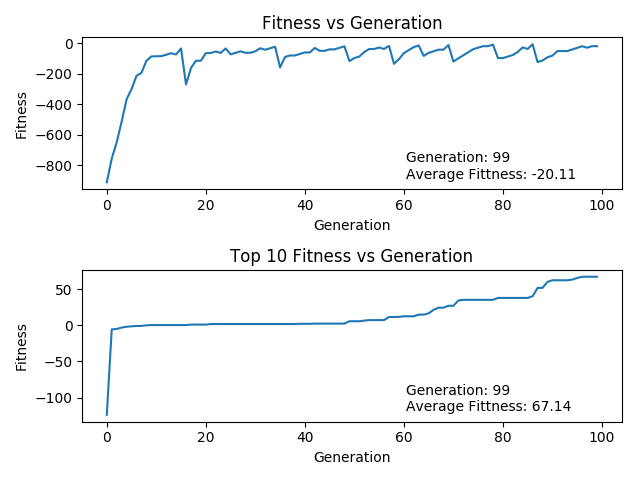 Fitness vs Generation
0
−200
−400
−600
−800
Fitness
Generation: 99
Average Fittness: -20.11
0 20 40 60 80 100
Generation
Top 10 Fitness vs Generation
50
0
−50
−100
Fitness
Generation: 99
Average Fittness: 67.14
0 20 40 60 80 100
Generation